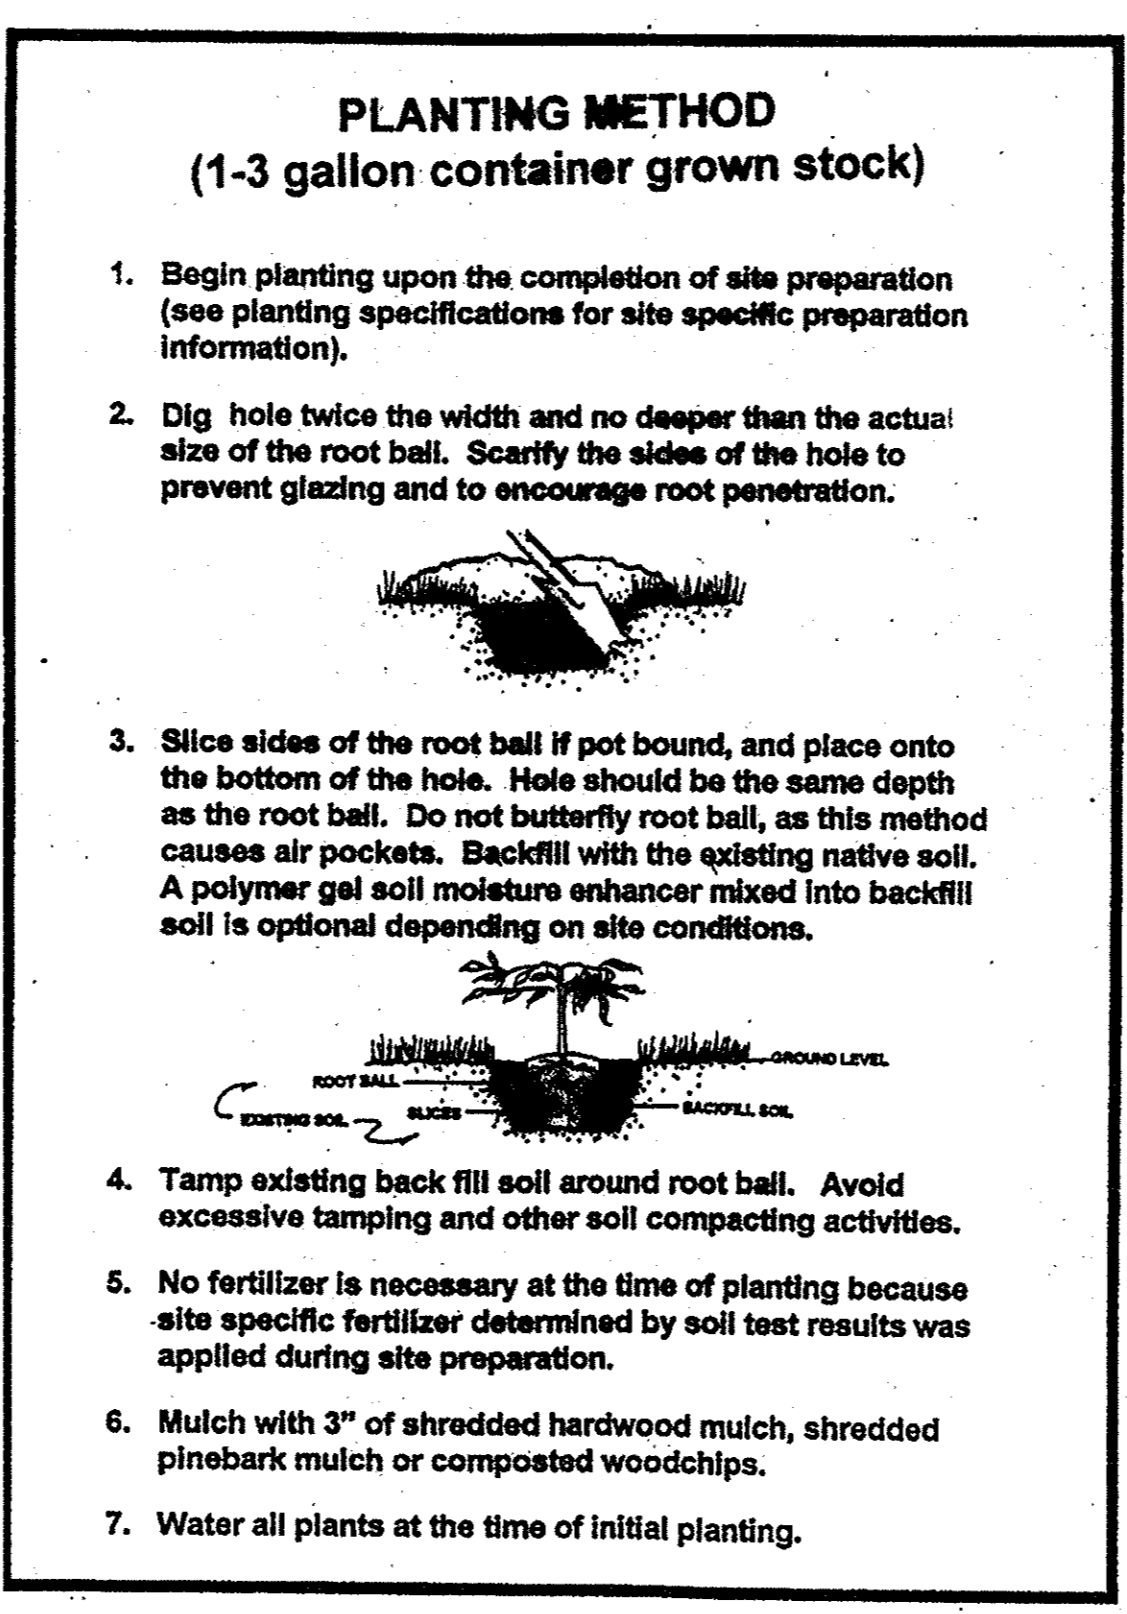 PLANTING METHOD
(1-3 gallon container grown stock)
1. Begin planting upon the completion of site preparation
(see planting specifications for site specific preparation
information).
2. Dig hole twice the width and no deeper than the actual
size of the root ball. Scarify the sides of the hole to
prevent glazing and to encourage root penetration.
3. Slice sides of the root ball if pot bound, and place onto
the bottom of the hole. Hole should be the same depth
as the root ball. Do not butterfly root ball, as this method
causes air pockets. Backfill with the existing native soil.
A polymer gel soil moisture enhancer mixed into backfill
soil is optional depending on site conditions.
GROUND LEVEL
ROOT BALL
EXISTING SOIL
SLICES
BACKFILL SOIL
4. Tamp existing back fill soil around root ball. Avoid
excessive tamping and other soil compacting activities.
5. No fertilizer is necessary at the time of planting because
site specific fertilizer determined by soil test results was
applied during site preparation.
6. Mulch with 3” of shredded hardwood mulch, shredded
pinebark mulch or composted woodchips.
7. Water all plants at the time of initial planting.